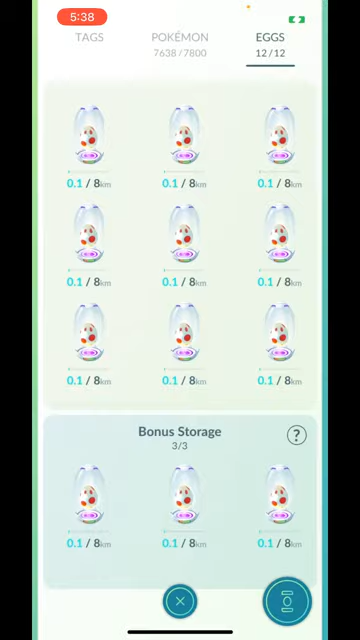 5:38
TAGS POKÉMON EGGS
7638 / 7800 12 / 12
0.1 / 8km 0.1 / 8km 0.1 / 8km
0.1 / 8km 0.1 / 8km 0.1 / 8km
0.1 / 8km 0.1 / 8km 0.1 / 8km
Bonus Storage ?
3/3
0.1 / 8km 0.1 / 8km 0.1 / 8km